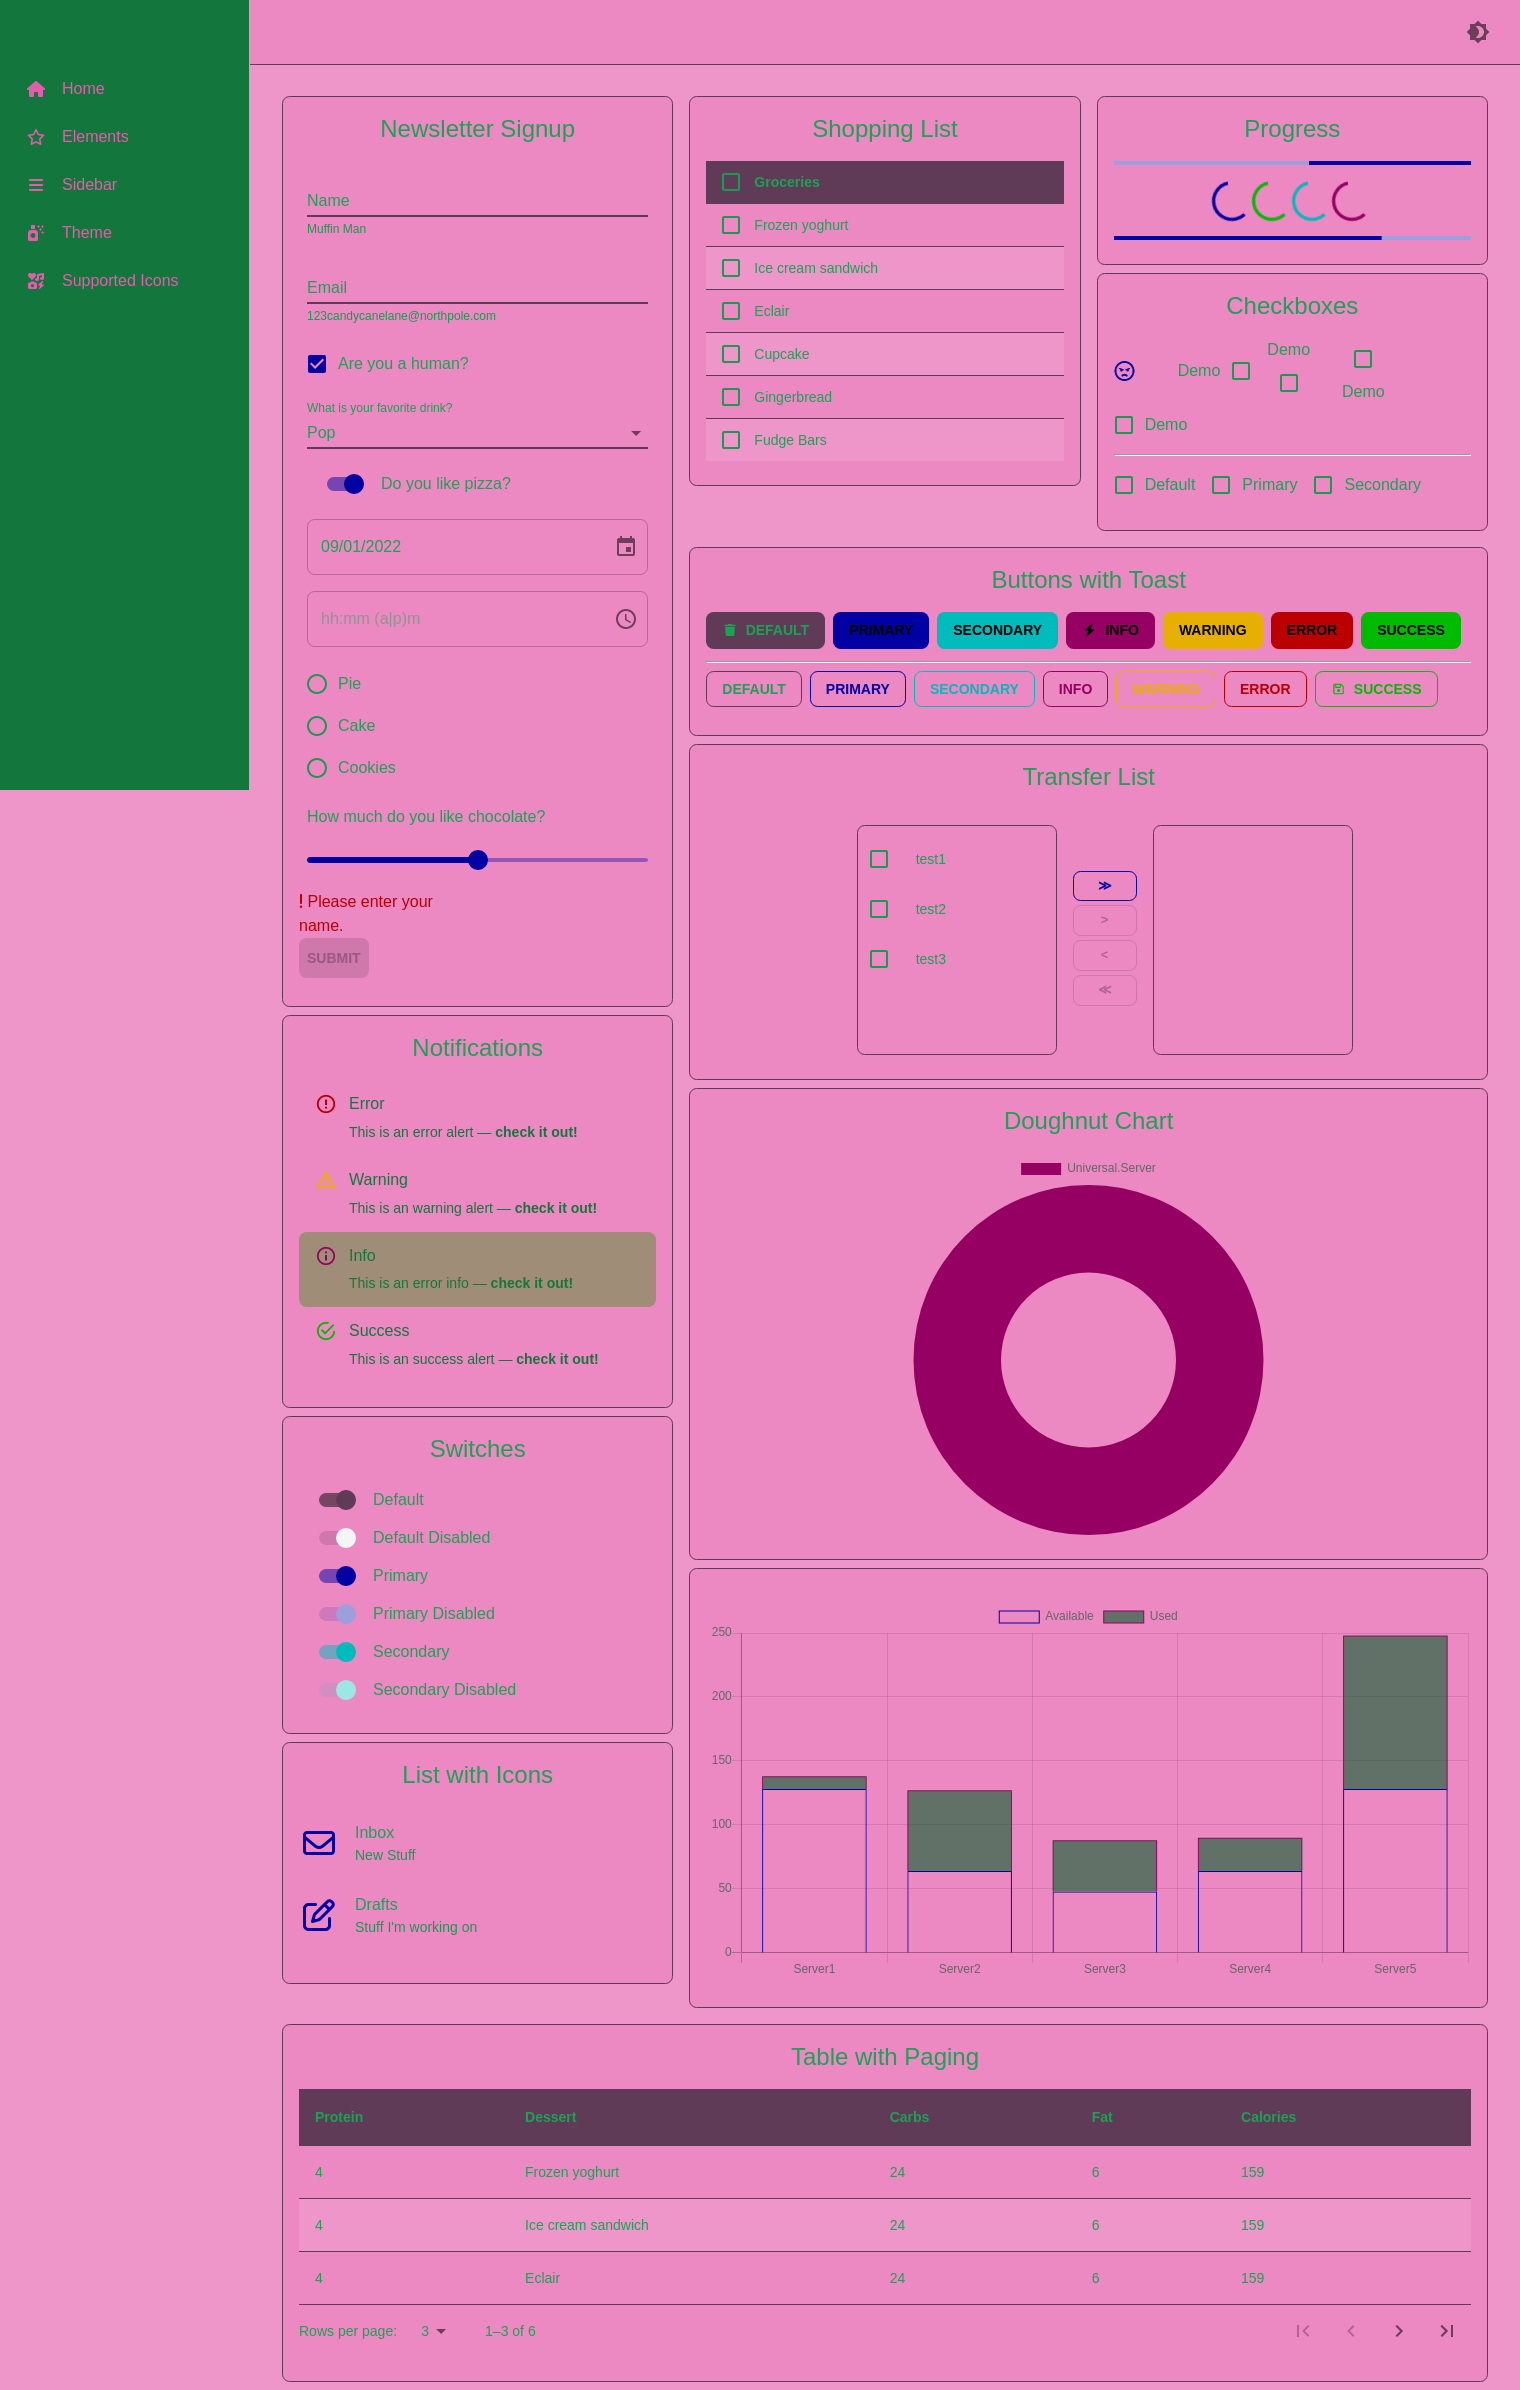 Home
Elements
Sidebar
Theme
Supported Icons
Newsletter Signup
Name
Muffin Man
Email
123candycanelane@northpole.com
Are you a human?
What is your favorite drink?
Pop
Do you like pizza?
09/01/2022
hh:mm (a|p)m
Pie
Cake
Cookies
How much do you like chocolate?
! Please enter your
name.
SUBMIT
Shopping List
Groceries
Frozen yoghurt
Ice cream sandwich
Eclair
Cupcake
Gingerbread
Fudge Bars
Progress
Checkboxes
Demo
Demo
Demo
Demo
Default Primary Secondary
Buttons with Toast
DEFAULT PRIMARY SECONDARY INFO WARNING ERROR SUCCESS
DEFAULT PRIMARY SECONDARY INFO WARNING ERROR SUCCESS
Transfer List
test1
test2
test3
≫
>
<
≪
Notifications
Error
This is an error alert — check it out!
Warning
This is an warning alert — check it out!
Info
This is an error info — check it out!
Success
This is an success alert — check it out!
Doughnut Chart
Universal.Server
Switches
Default
Default Disabled
Primary
Primary Disabled
Secondary
Secondary Disabled
List with Icons
Inbox
New Stuff
Drafts
Stuff I'm working on
Available Used
250
200
150
100
50
0
Server1 Server2 Server3 Server4 Server5
Table with Paging
Protein Dessert Carbs Fat Calories
4 Frozen yoghurt 24 6 159
4 Ice cream sandwich 24 6 159
4 Eclair 24 6 159
Rows per page: 3 1–3 of 6